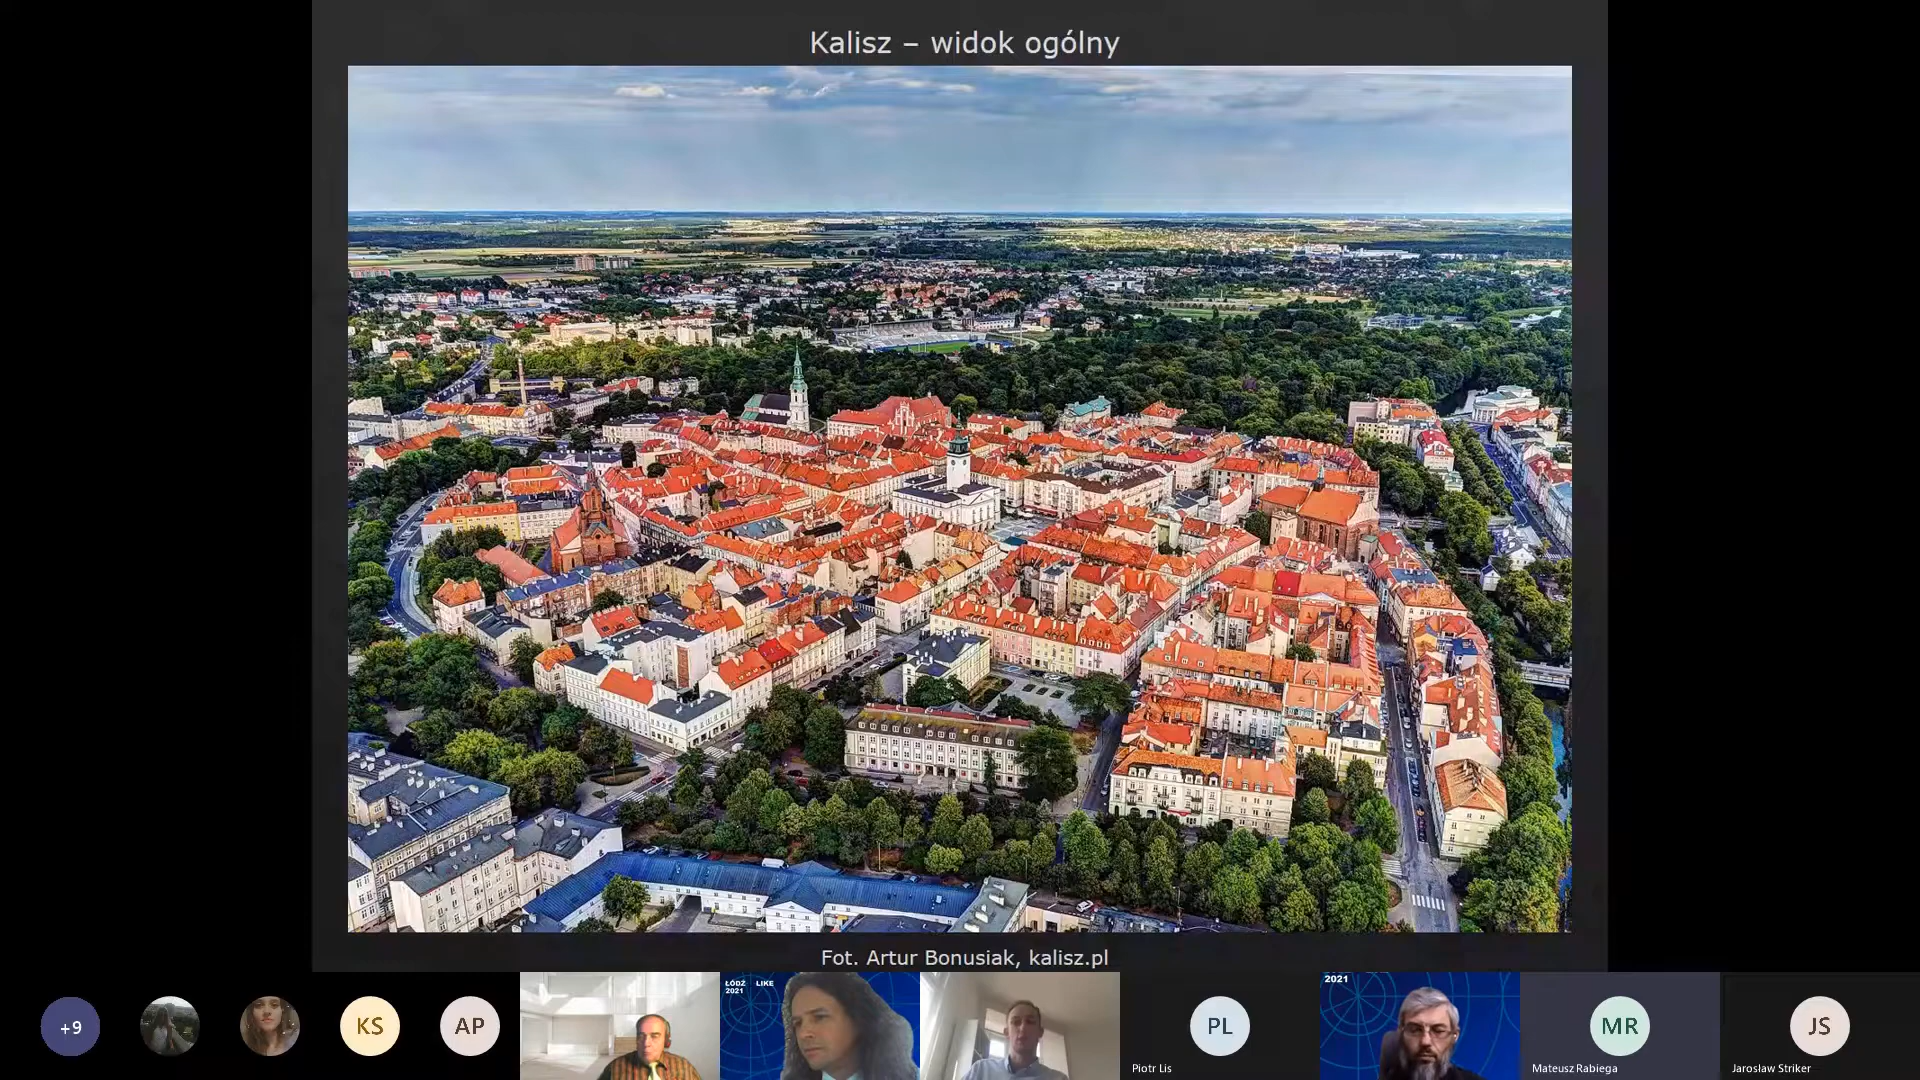 Kalisz – widok ogólny
Fot. Artur Bonusiak, kalisz.pl
+9
KS
AP
ŁÓDŹ LIKE
2021
PL
Piotr Lis
2021
MR
Mateusz Rabiega
JS
Jarosław Striker